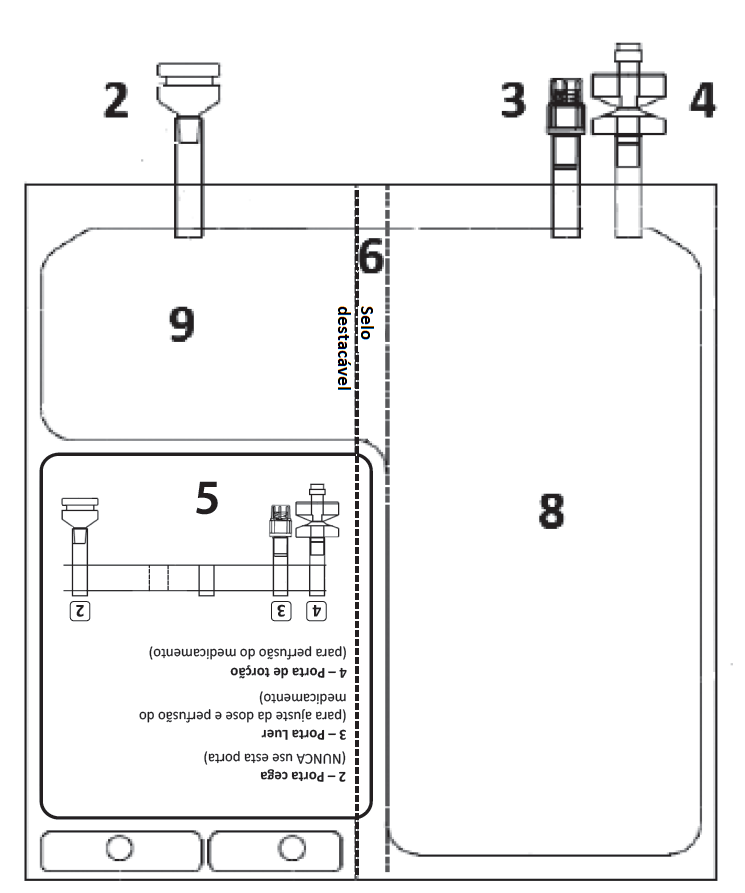 2
3
4
6
9
Selo
destacável
5
8
2
3
4
2 – Porta cega
(NUNCA use esta porta)
3 – Porta Luer
(para ajuste da dose e perfusão do
medicamento)
4 – Porta de torção
(para perfusão do medicamento)